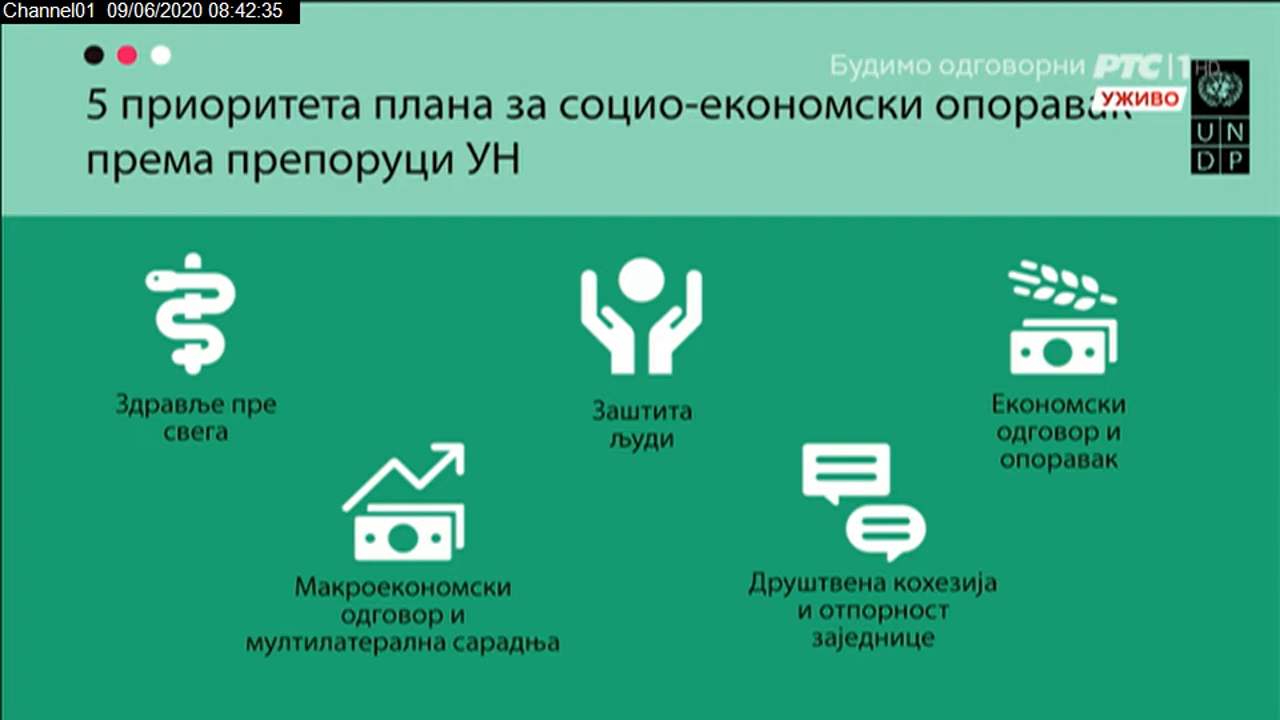 Channel01 09/06/2020 08:42:35
Будимо одговорни РТС 1 HD
УЖИВО
5 приоритета плана за социо-економски опоравак
према препоруци УН
U N
D P
Здравље пре
свега
Заштита
људи
Економски
одговор и
опоравак
Макроекономски
одговор и
мултилатерална сарадња
Друштвена кохезија
и отпорност
заједнице